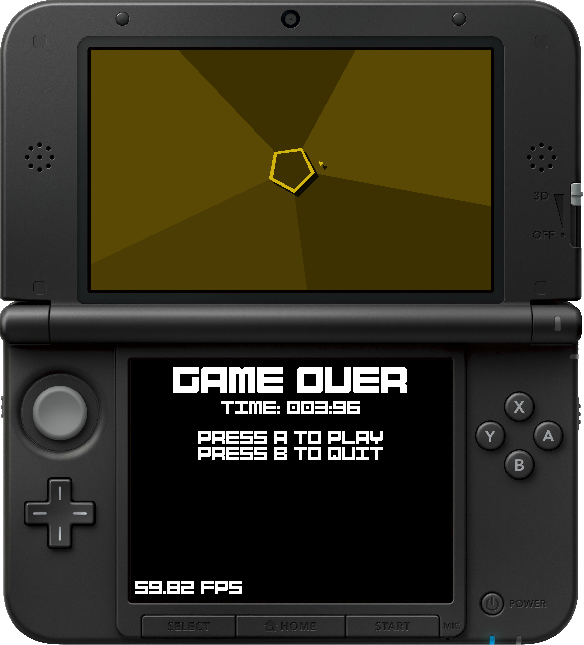 3D
OFF
GAME OVER
TIME: 003:96
PRESS A TO PLAY
PRESS B TO QUIT
59.82 FPS
X
Y
A
B
POWER
SELECT
HOME
START
MIC